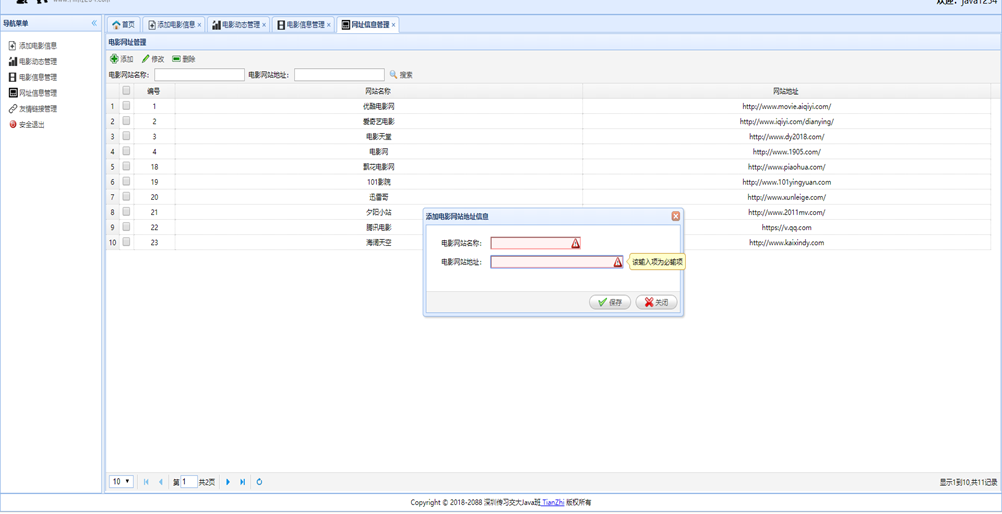 欢迎：java1234
导航菜单
首页 添加电影信息 电影动态管理 电影信息管理 网址信息管理
电影网址管理
添加电影信息
电影动态管理
电影信息管理
网址信息管理
友情链接管理
安全退出
添加 修改 删除
电影网站名称： 电影网站地址： 搜索
编号 网站名称 网站地址
1 1 优酷电影网 http://www.movie.aiqiyi.com/
2 2 爱奇艺电影 http://www.iqiyi.com/dianying/
3 3 电影天堂 http://www.dy2018.com/
4 4 电影网 http://www.1905.com/
5 18 飘花电影网 http://www.piaohua.com/
6 19 101影院 http://www.101yingyuan.com
7 20 迅雷哥 http://www.xunleige.com/
8 21 夕阳小站 http://www.2011mv.com/
9 22 腾讯电影 https://v.qq.com
10 23 海阔天空 http://www.kaixindy.com
添加电影网站地址信息
电影网站名称：
电影网站地址：
该输入项为必输项
保存 关闭
10 第 1 共2页
显示1到10,共11记录
Copyright © 2018-2088 深圳传习交大Java班 TianZhi 版权所有